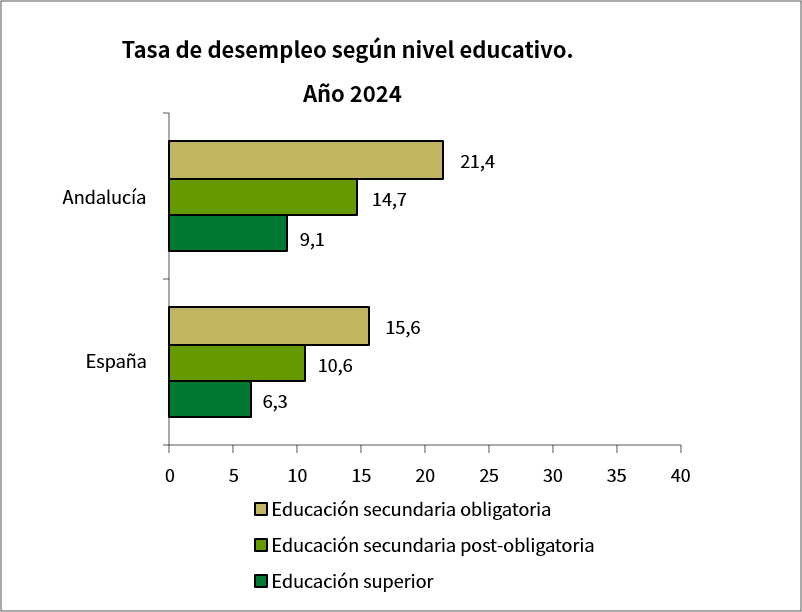 Tasa de desempleo según nivel educativo.
Año 2024
Andalucía
21,4
14,7
9,1
España
15,6
10,6
6,3
0 5 10 15 20 25 30 35 40
Educación secundaria obligatoria
Educación secundaria post-obligatoria
Educación superior